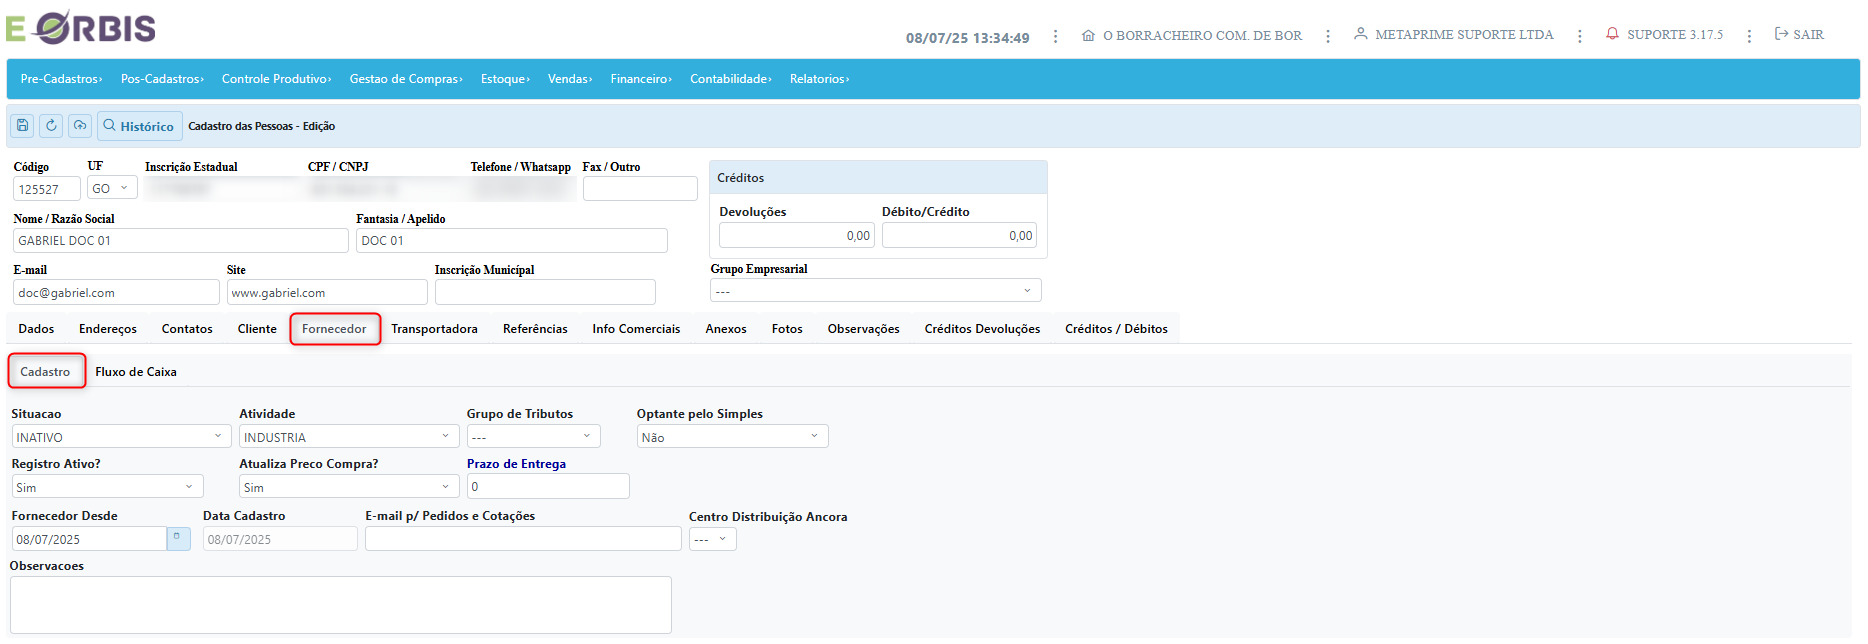 E ORBIS
08/07/25 13:34:49 O BORRACHEIRO COM. DE BOR METAPRIME SUPORTE LTDA SUPORTE 3.17.5 SAIR
Pre-Cadastros› Pos-Cadastros› Controle Produtivo› Gestao de Compras› Estoque› Vendas› Financeiro› Contabilidade› Relatorios›
Histórico Cadastro das Pessoas - Edição
Código UF Inscrição Estadual CPF / CNPJ Telefone / Whatsapp Fax / Outro
125527 GO
Créditos
Nome / Razão Social Fantasia / Apelido
GABRIEL DOC 01 DOC 01
Devoluções Débito/Crédito
0,00 0,00
E-mail Site Inscrição Municípal Grupo Empresarial
doc@gabriel.com www.gabriel.com ---
Dados Endereços Contatos Cliente Fornecedor Transportadora Referências Info Comerciais Anexos Fotos Observações Créditos Devoluções Créditos / Débitos
Cadastro Fluxo de Caixa
Situacao Atividade Grupo de Tributos Optante pelo Simples
INATIVO INDUSTRIA --- Não
Registro Ativo? Atualiza Preco Compra? Prazo de Entrega
Sim Sim 0
Fornecedor Desde Data Cadastro E-mail p/ Pedidos e Cotações Centro Distribuição Ancora
08/07/2025 08/07/2025 ---
Observacoes